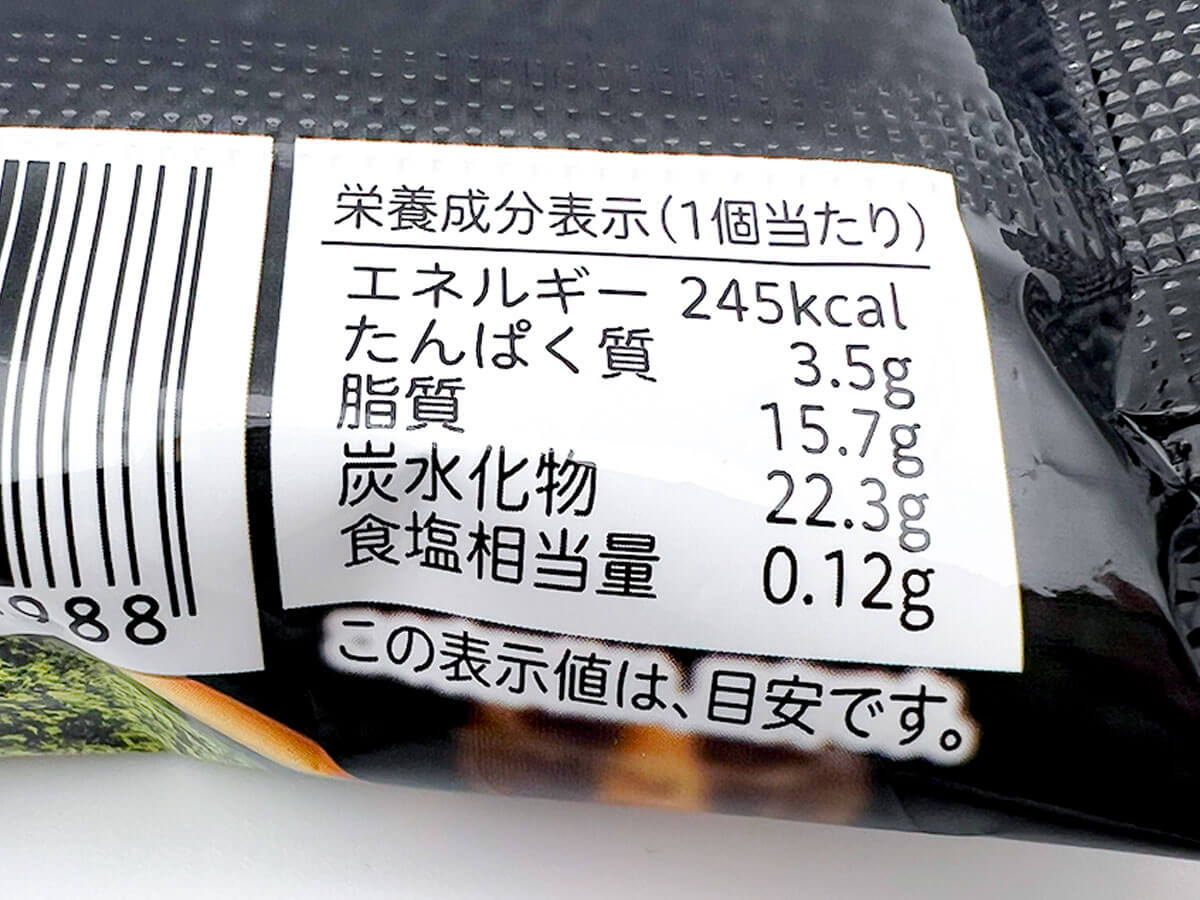 栄養成分表示(1個当たり)
エネルギー 245kcal
たんぱく質 3.5g
脂質 15.7g
炭水化物 22.3g
食塩相当量 0.12g
この表示値は、目安です。
988